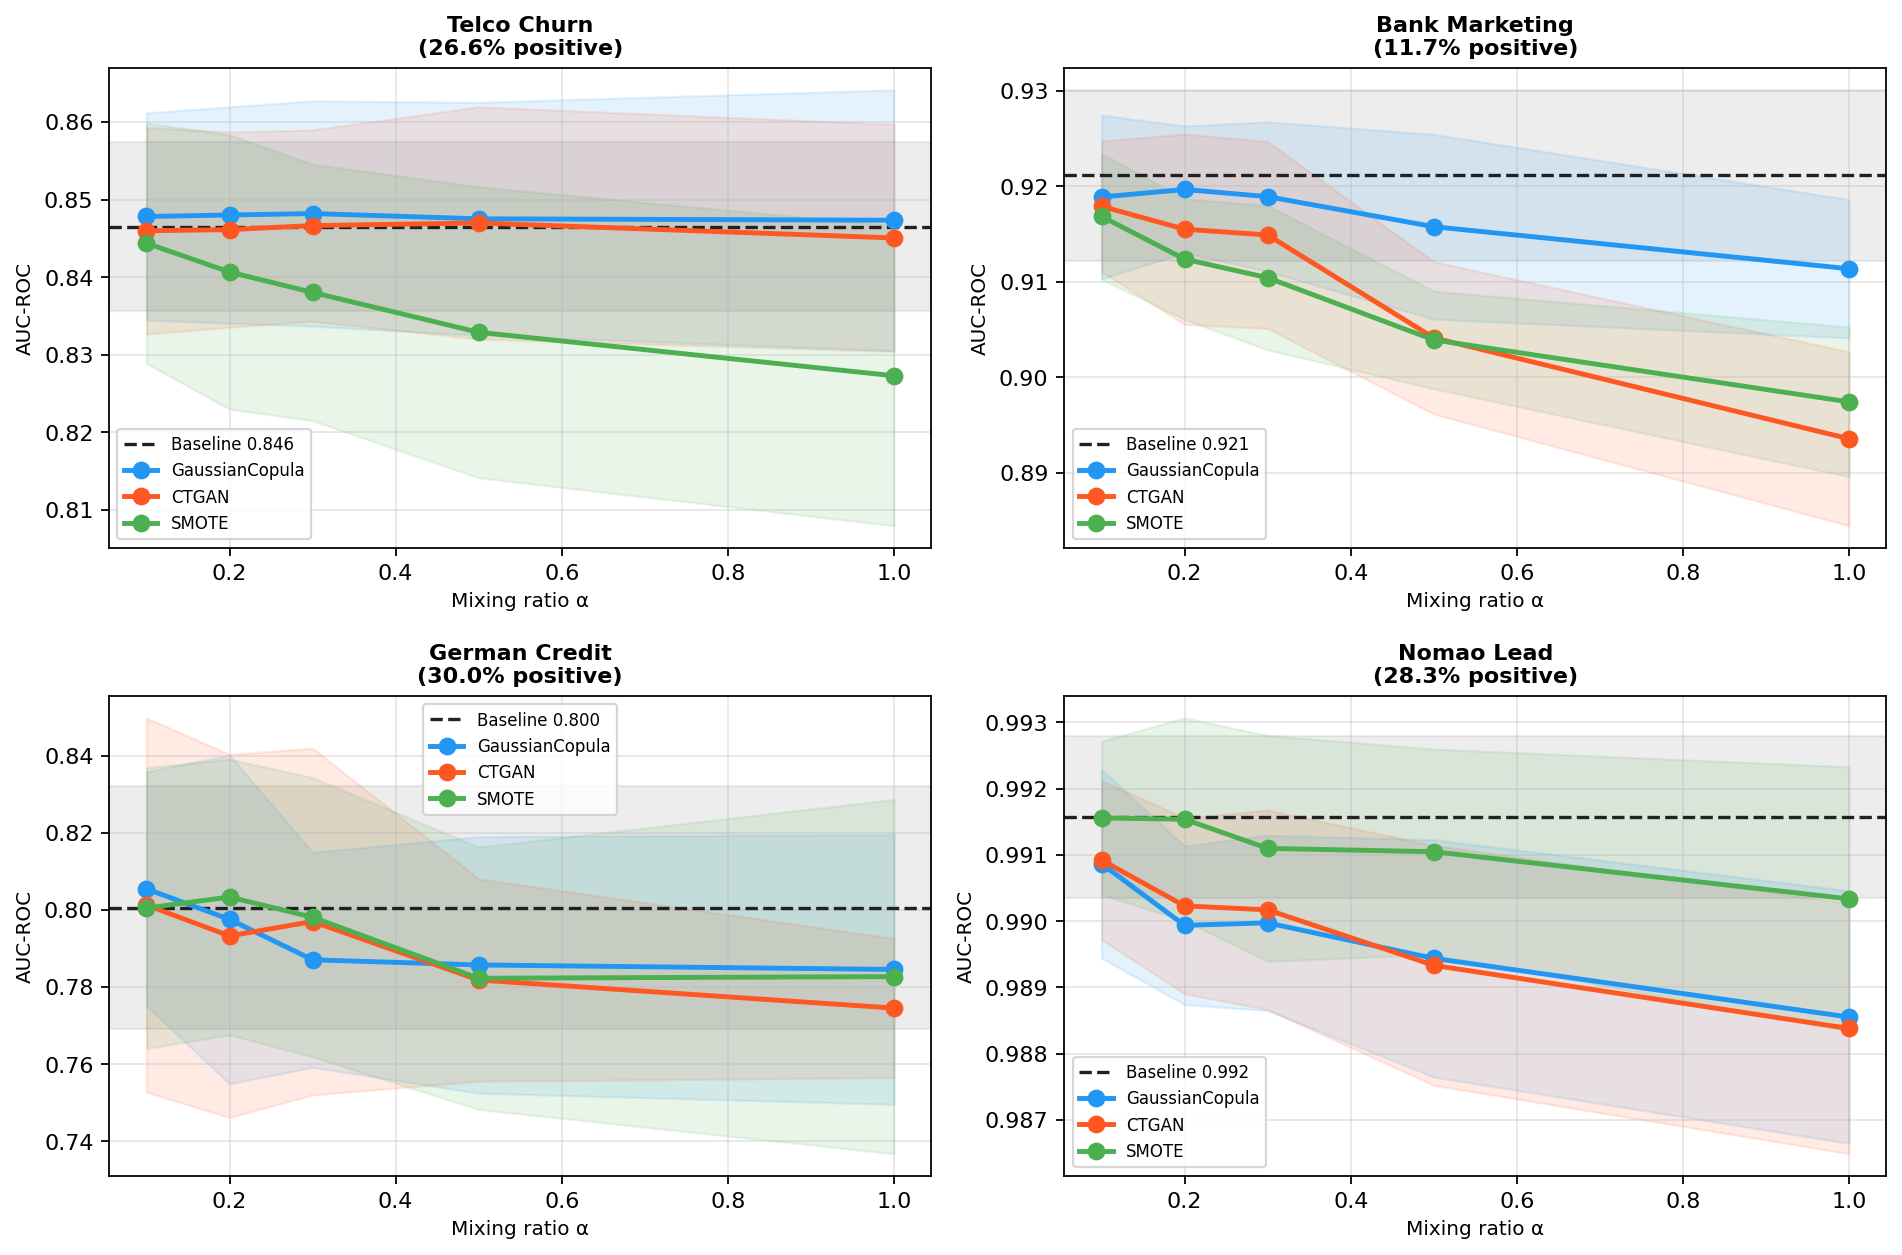 Telco Churn
(26.6% positive)
AUC-ROC
0.86
0.85
0.84
0.83
0.82
0.81
Baseline 0.846
GaussianCopula
CTGAN
SMOTE
0.2
0.4
0.6
0.8
1.0
Mixing ratio α
Bank Marketing
(11.7% positive)
AUC-ROC
0.93
0.92
0.91
0.90
0.89
Baseline 0.921
GaussianCopula
CTGAN
SMOTE
0.2
0.4
0.6
0.8
1.0
Mixing ratio α
German Credit
(30.0% positive)
AUC-ROC
0.84
0.82
0.80
0.78
0.76
0.74
Baseline 0.800
GaussianCopula
CTGAN
SMOTE
0.2
0.4
0.6
0.8
1.0
Mixing ratio α
Nomao Lead
(28.3% positive)
AUC-ROC
0.993
0.992
0.991
0.990
0.989
0.988
0.987
Baseline 0.992
GaussianCopula
CTGAN
SMOTE
0.2
0.4
0.6
0.8
1.0
Mixing ratio α